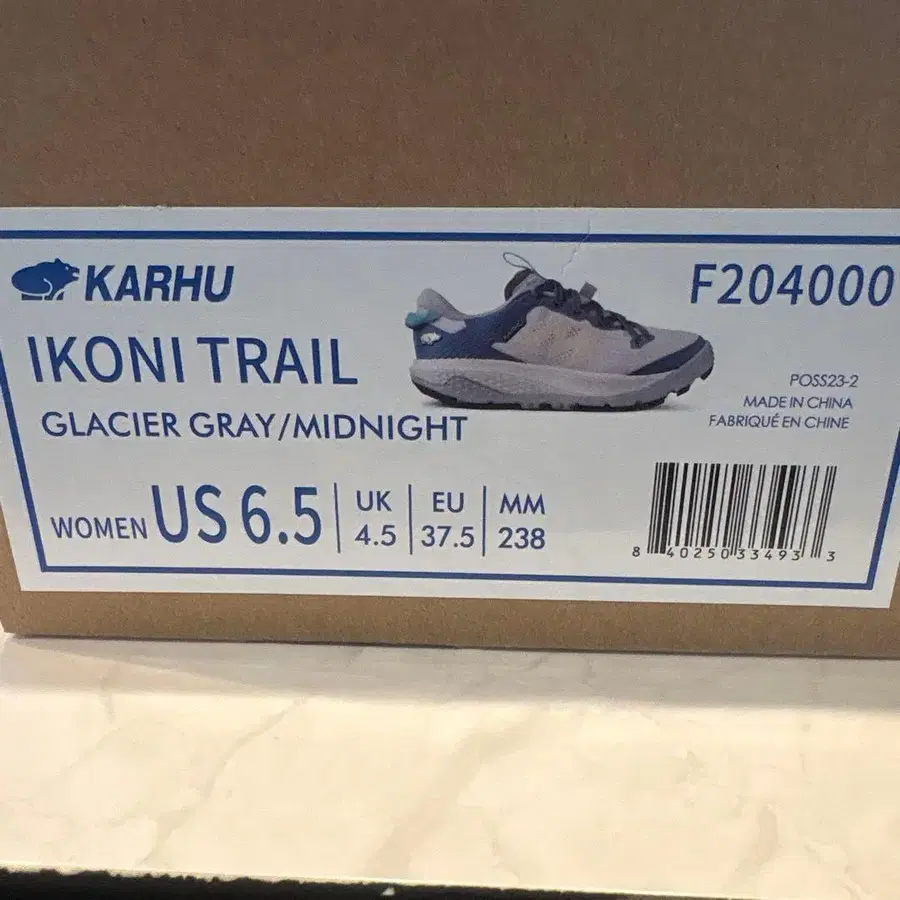 KARHU
F204000
IKONI TRAIL
GLACIER GRAY/MIDNIGHT
POSS23-2
MADE IN CHINA
FABRIQUÉ EN CHINE
WOMEN US 6.5
UK
4.5
EU
37.5
MM
238
8 40250 33493 3